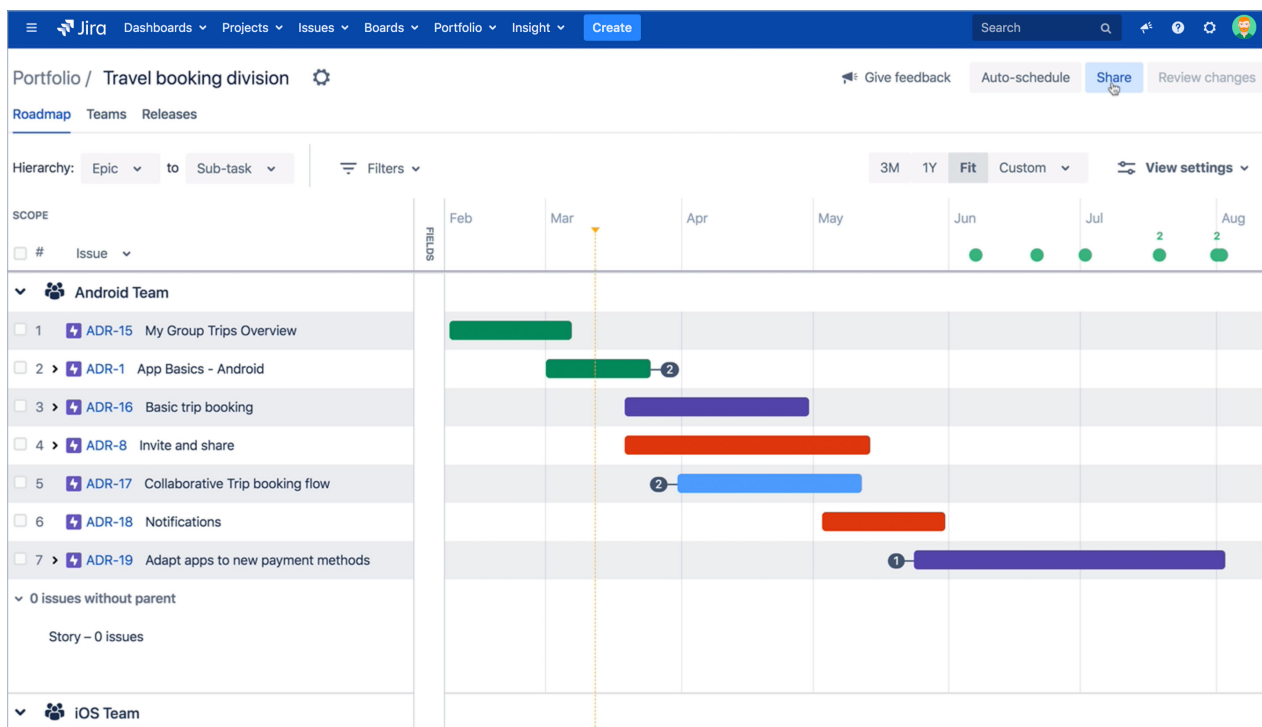 Jira Dashboards Projects Issues Boards Portfolio Insight Create Search
Portfolio / Travel booking division Give feedback Auto-schedule Share Review changes
Roadmap Teams Releases
Hierarchy: Epic to Sub-task Filters 3M 1Y Fit Custom View settings
SCOPE
FIELDS
Feb Mar Apr May Jun Jul Aug
2 2
# Issue
Android Team
1 ADR-15 My Group Trips Overview
2 ADR-1 App Basics - Android 2
3 ADR-16 Basic trip booking
4 ADR-8 Invite and share
5 ADR-17 Collaborative Trip booking flow 2
6 ADR-18 Notifications
7 ADR-19 Adapt apps to new payment methods 1
0 issues without parent
Story – 0 issues
iOS Team